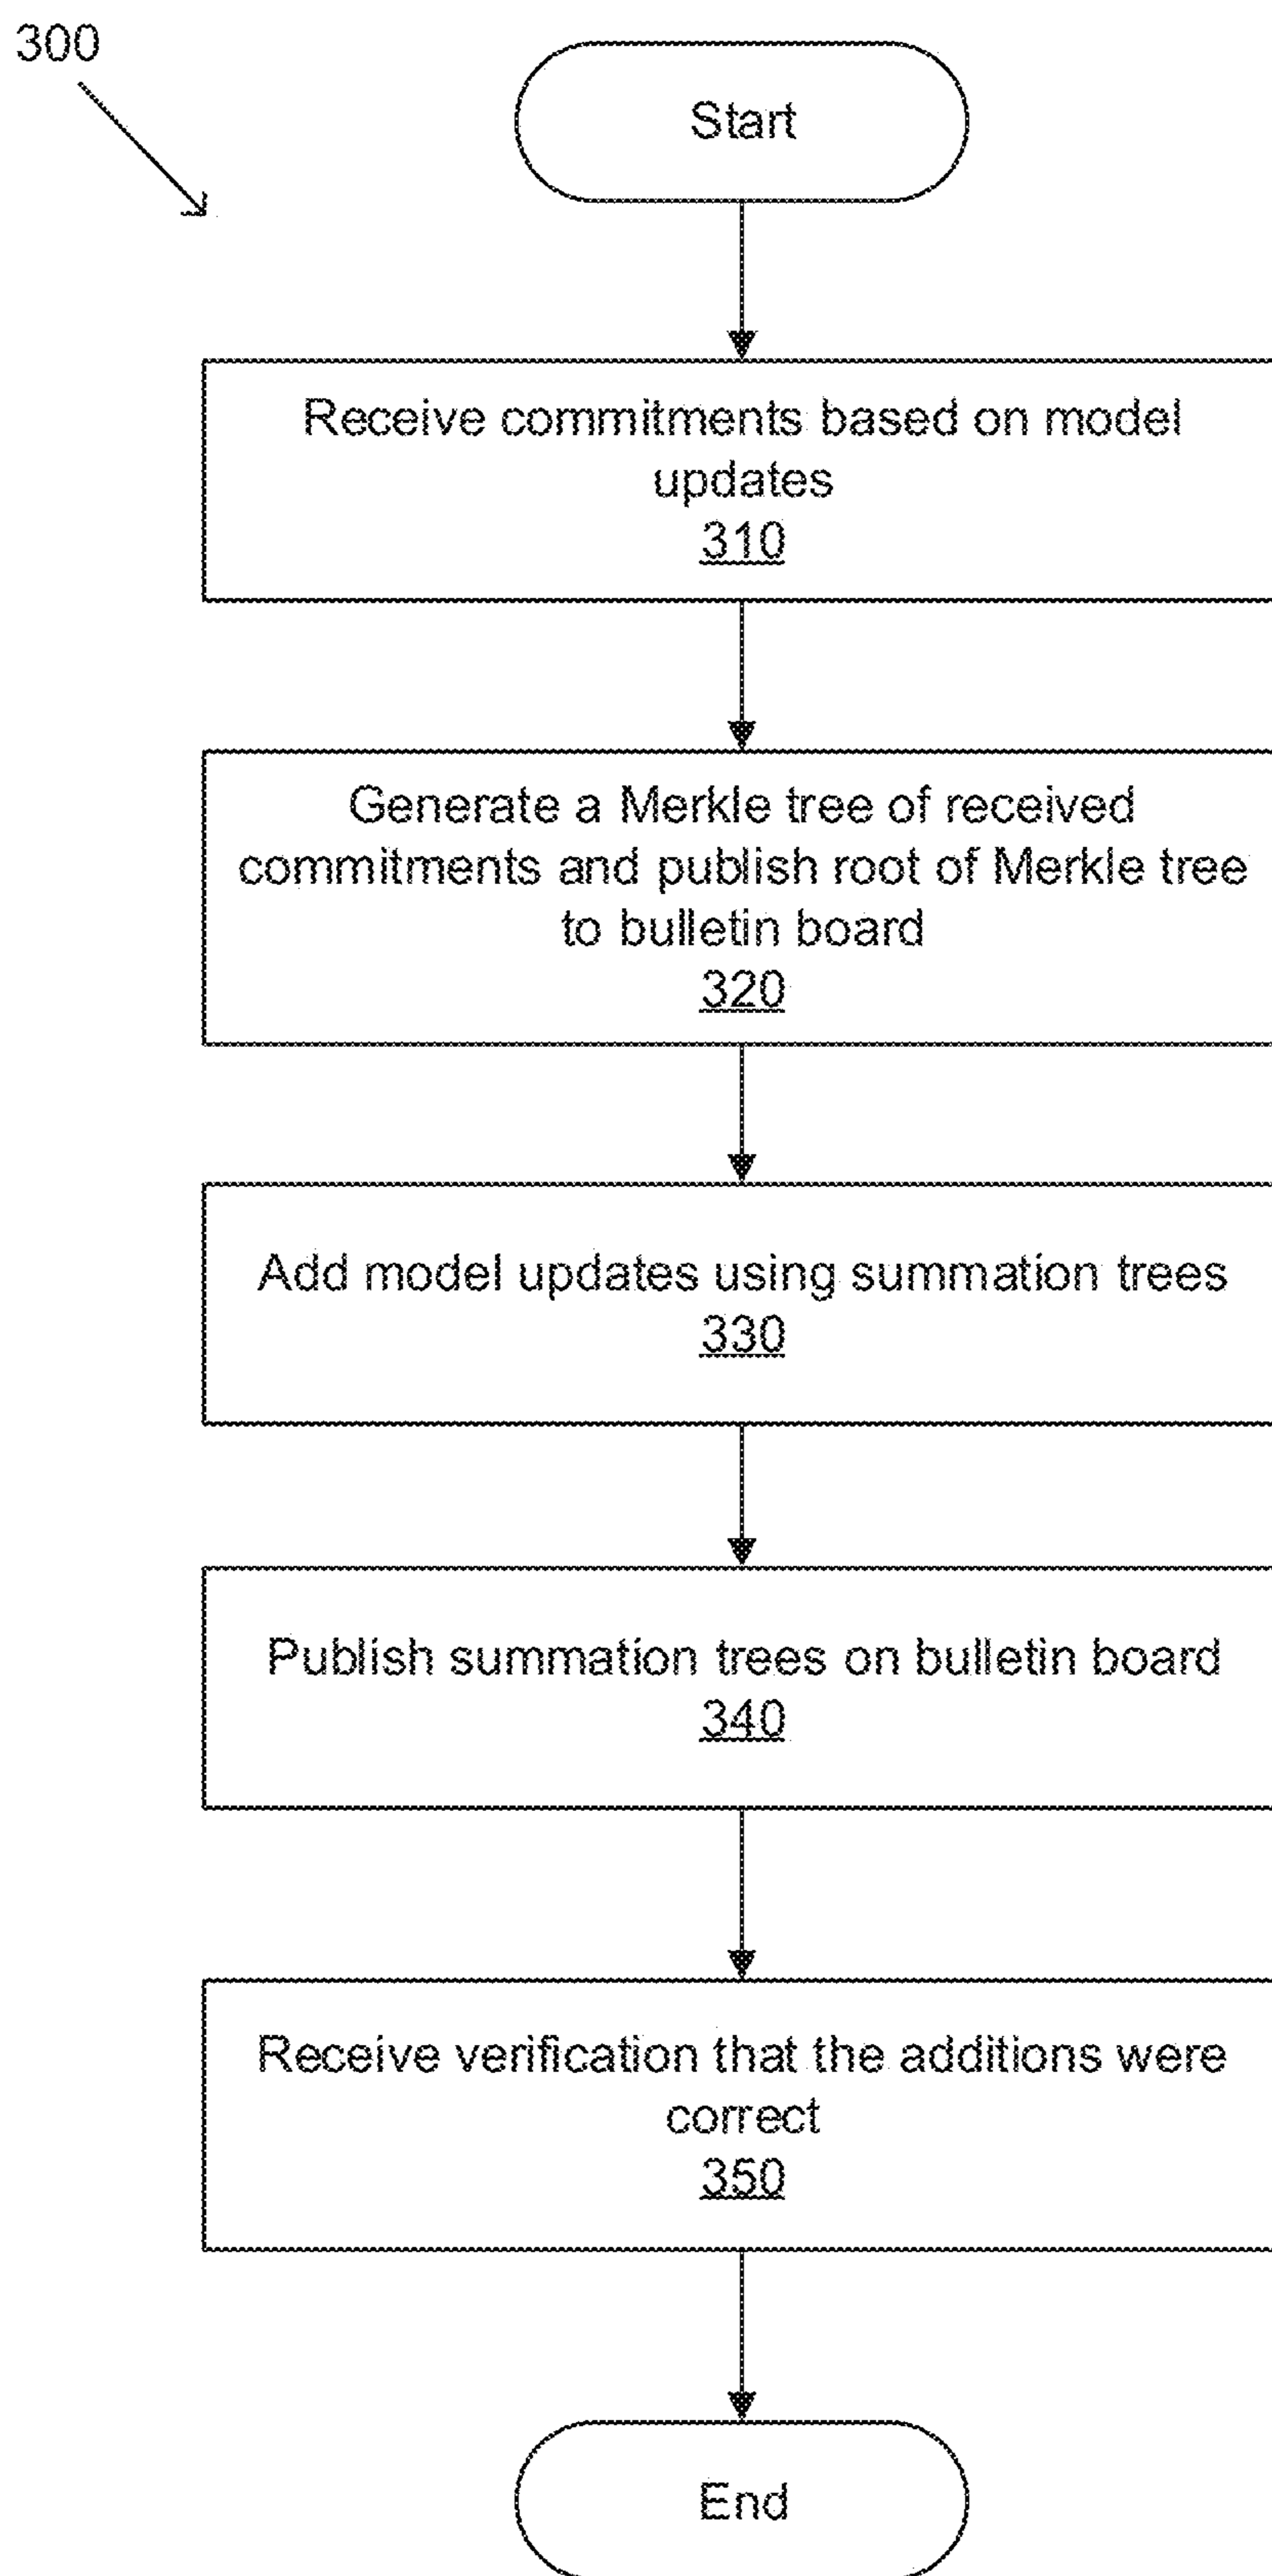 300
Start
Receive commitments based on model
updates
310
Generate a Merkle tree of received
commitments and publish root of Merkle tree
to bulletin board
320
Add model updates using summation trees
330
Publish summation trees on bulletin board
340
Receive verification that the additions were
correct
350
End